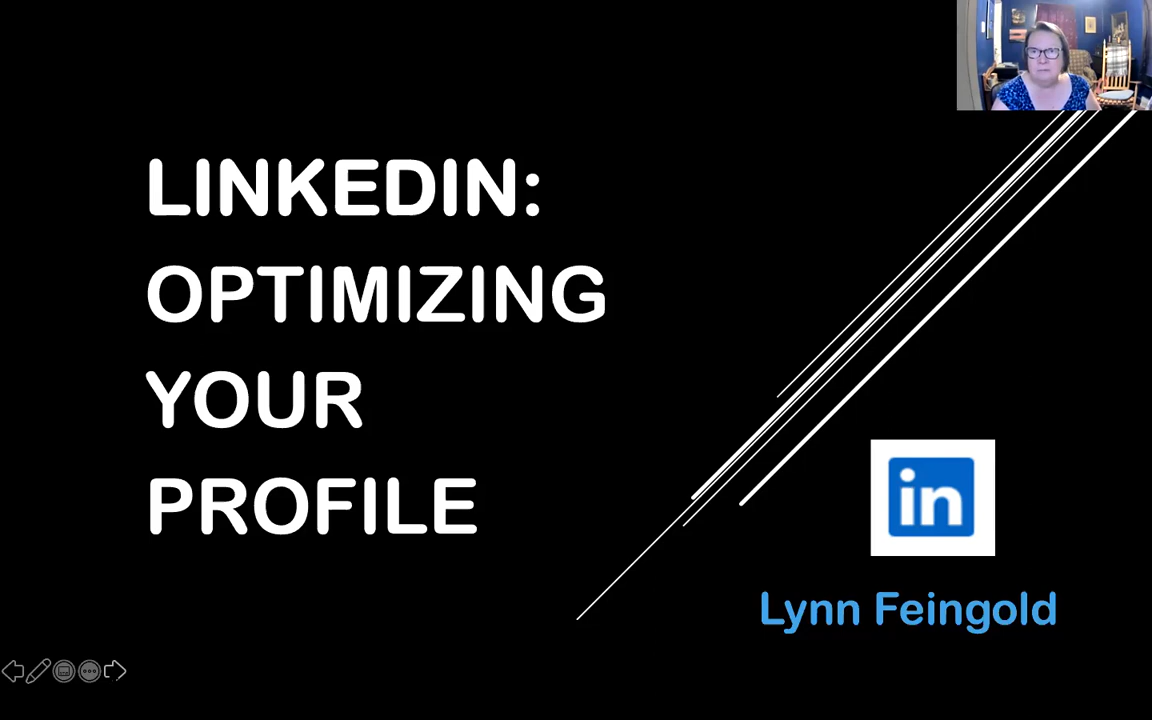 LINKEDIN:
OPTIMIZING
YOUR
PROFILE
in
Lynn Feingold